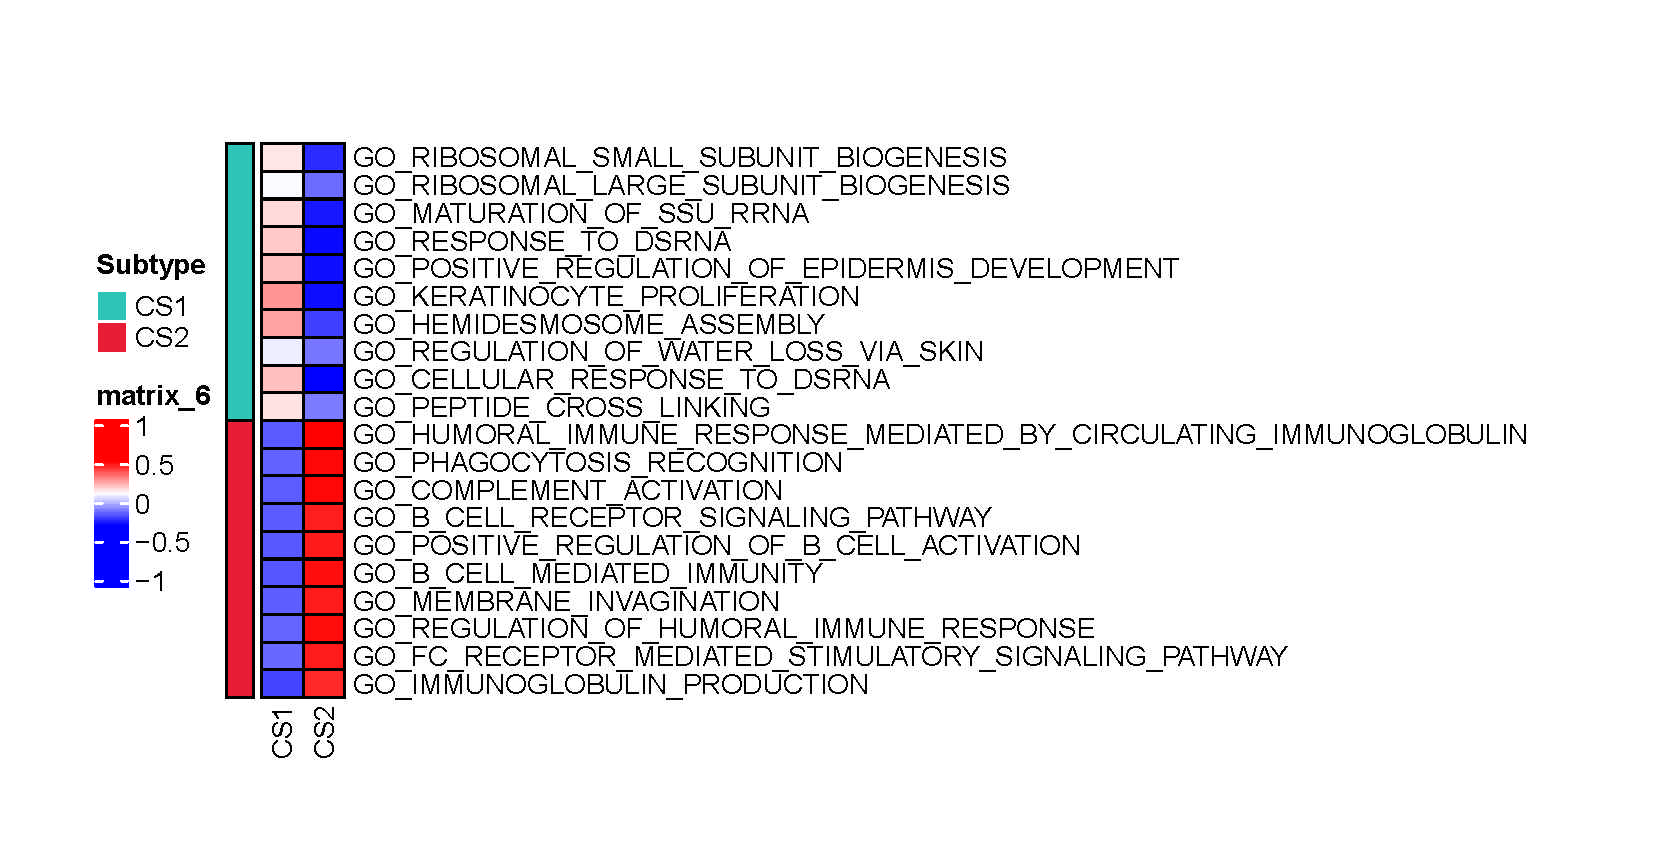 Subtype
CS1
CS2
matrix_6
1
0.5
0
−0.5
−1
GO_RIBOSOMAL_SMALL_SUBUNIT_BIOGENESIS
GO_RIBOSOMAL_LARGE_SUBUNIT_BIOGENESIS
GO_MATURATION_OF_SSU_RRNA
GO_RESPONSE_TO_DSRNA
GO_POSITIVE_REGULATION_OF_EPIDERMIS_DEVELOPMENT
GO_KERATINOCYTE_PROLIFERATION
GO_HEMIDESMOSOME_ASSEMBLY
GO_REGULATION_OF_WATER_LOSS_VIA_SKIN
GO_CELLULAR_RESPONSE_TO_DSRNA
GO_PEPTIDE_CROSS_LINKING
GO_HUMORAL_IMMUNE_RESPONSE_MEDIATED_BY_CIRCULATING_IMMUNOGLOBULIN
GO_PHAGOCYTOSIS_RECOGNITION
GO_COMPLEMENT_ACTIVATION
GO_B_CELL_RECEPTOR_SIGNALING_PATHWAY
GO_POSITIVE_REGULATION_OF_B_CELL_ACTIVATION
GO_B_CELL_MEDIATED_IMMUNITY
GO_MEMBRANE_INVAGINATION
GO_REGULATION_OF_HUMORAL_IMMUNE_RESPONSE
GO_FC_RECEPTOR_MEDIATED_STIMULATORY_SIGNALING_PATHWAY
GO_IMMUNOGLOBULIN_PRODUCTION
CS1
CS2